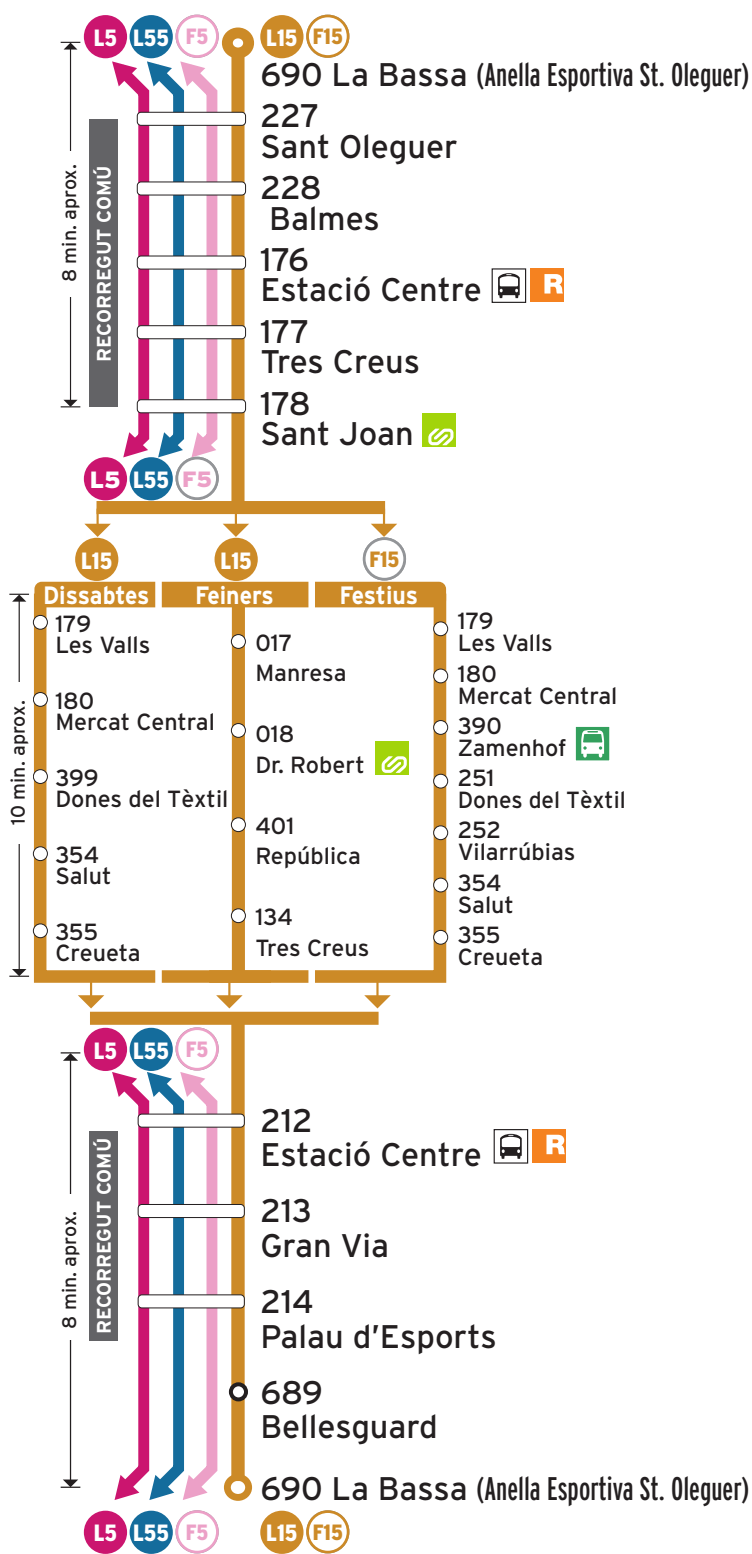 L5 L55 F5 L15 F15
690 La Bassa (Anella Esportiva St. Oleguer)
227
Sant Oleguer
228
Balmes
176
Estació Centre R
177
Tres Creus
178
Sant Joan
8 min. aprox.
RECORREGUT COMÚ
L5 L55 F5
L15 L15 F15
Dissabtes Feiners Festius
10 min. aprox.
179
Les Valls
180
Mercat Central
399
Dones del Tèxtil
354
Salut
355
Creueta
017
Manresa
018
Dr. Robert
401
República
134
Tres Creus
179
Les Valls
180
Mercat Central
390
Zamenhof
251
Dones del Tèxtil
252
Vilarrúbias
354
Salut
355
Creueta
L5 L55 F5
8 min. aprox.
RECORREGUT COMÚ
212
Estació Centre R
213
Gran Via
214
Palau d'Esports
689
Bellesguard
690 La Bassa (Anella Esportiva St. Oleguer)
L5 L55 F5 L15 F15